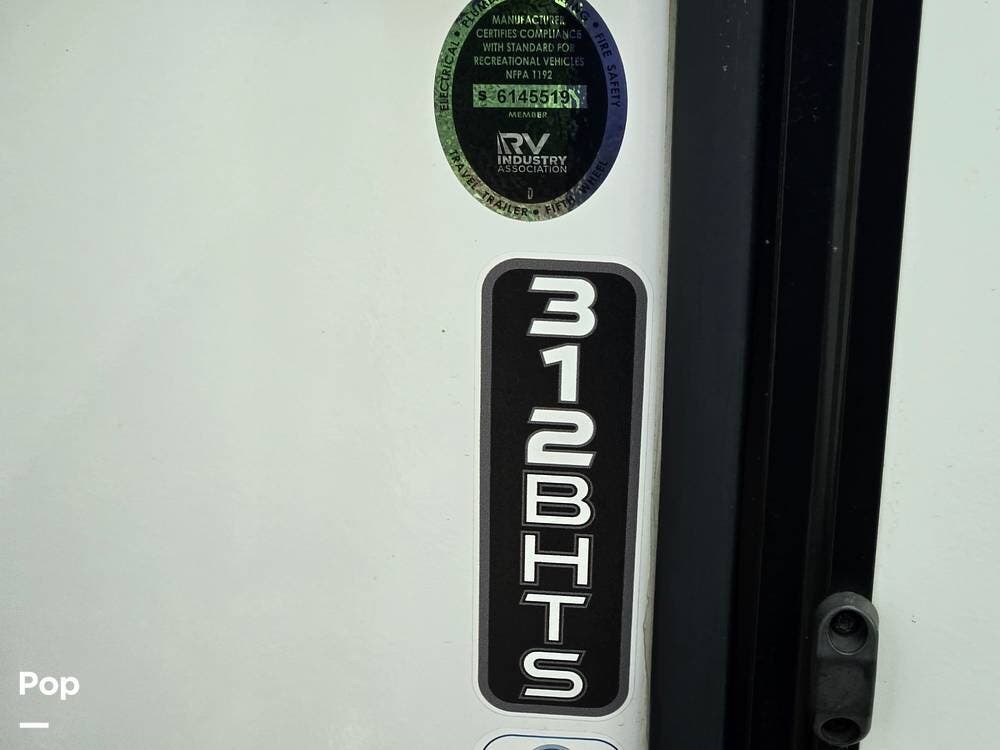 ELECTRICAL • PLUMBING • FIRE SAFETY
MANUFACTURER
CERTIFIES COMPLIANCE
WITH STANDARD FOR
RECREATIONAL VEHICLES
NFPA 1192
S 6145519
MEMBER
RV
INDUSTRY
ASSOCIATION
D
TRAVEL TRAILER • FIFTH WHEEL
312BHTS
Pop